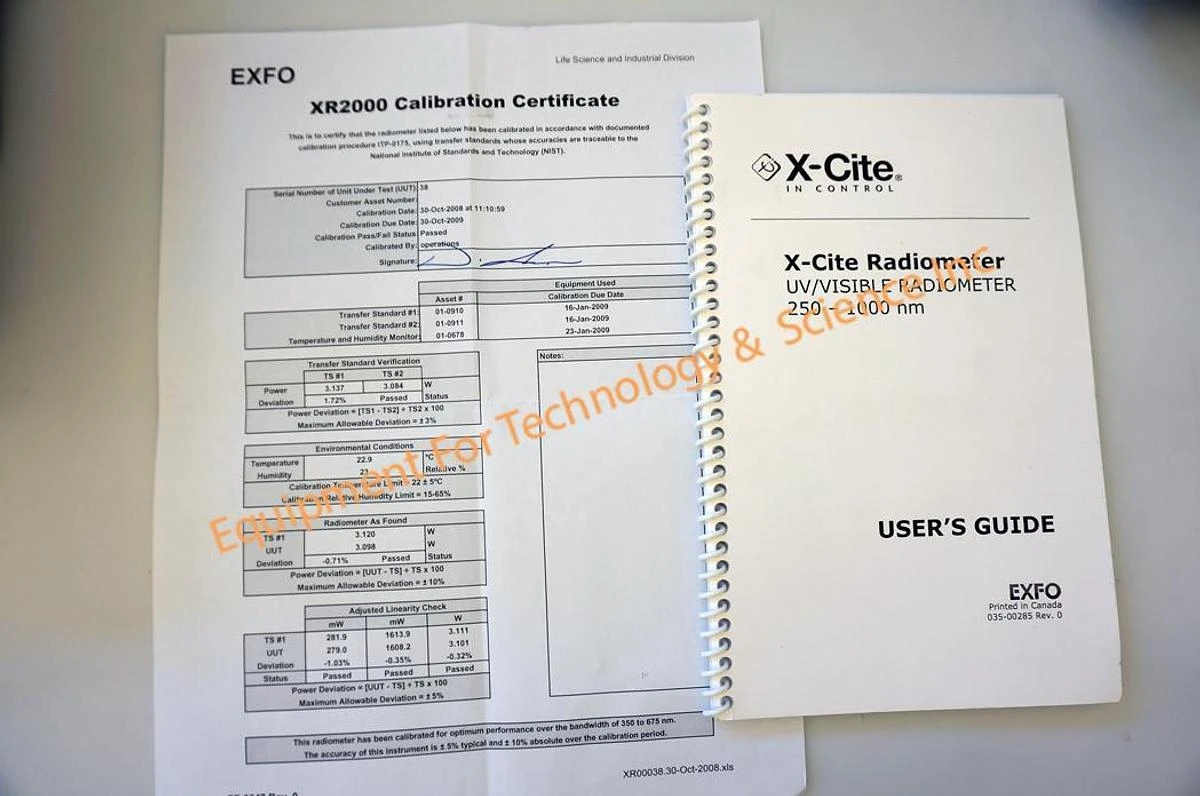 EXFO
Life Science and Industrial Division
XR2000 Calibration Certificate
This is to certify that the radiometer listed below has been calibrated in accordance with documented
calibration procedure ITP-0175, using transfer standards whose accuracies are traceable to the
National Institute of Standards and Technology (NIST).
Serial Number of Unit Under Test (UUT): 38
Customer Asset Number:
Calibration Date: 30-Oct-2008 at 11:10:59
Calibration Due Date: 30-Oct-2009
Calibration Pass/Fail Status: Passed
Calibrated By: operations
Signature:
Equipment Used
Asset # Calibration Due Date
Transfer Standard #1: 01-0910 16-Jan-2009
Transfer Standard #2: 01-0911 16-Jan-2009
Temperature and Humidity Monitor: 01-0678 23-Jan-2009
Transfer Standard Verification
TS #1 TS #2
Power 3.137 3.084 W
Deviation 1.72% Passed Status
Power Deviation = [TS1 - TS2] ÷ TS2 x 100
Maximum Allowable Deviation = ± 3%
Notes:
Environmental Conditions
Temperature 22.9 °C
Humidity 23 Relative %
Calibration Temperature Limit = 22 ± 5°C
Calibration Relative Humidity Limit = 15-65%
Radiometer As Found
TS #1 3.120 W
UUT 3.098 W
Deviation -0.71% Passed Status
Power Deviation = [UUT - TS] ÷ TS x 100
Maximum Allowable Deviation = ± 10%
Adjusted Linearity Check
mW mW W
TS #1 281.9 1613.9 3.111
UUT 279.0 1608.2 3.101
Deviation -1.03% -0.35% -0.32%
Status Passed Passed Passed
Power Deviation = [UUT - TS] ÷ TS x 100
Maximum Allowable Deviation = ± 5%
This radiometer has been calibrated for optimum performance over the bandwidth of 350 to 675 nm.
The accuracy of this instrument is ± 5% typical and ± 10% absolute over the calibration period.
XR00038.30-Oct-2008.xls
X-Cite®
IN CONTROL
X-Cite Radiometer
UV/VISIBLE RADIOMETER
250 – 1000 nm
USER'S GUIDE
EXFO
Printed in Canada
035-00285 Rev. 0
Equipment For Technology & Science Inc